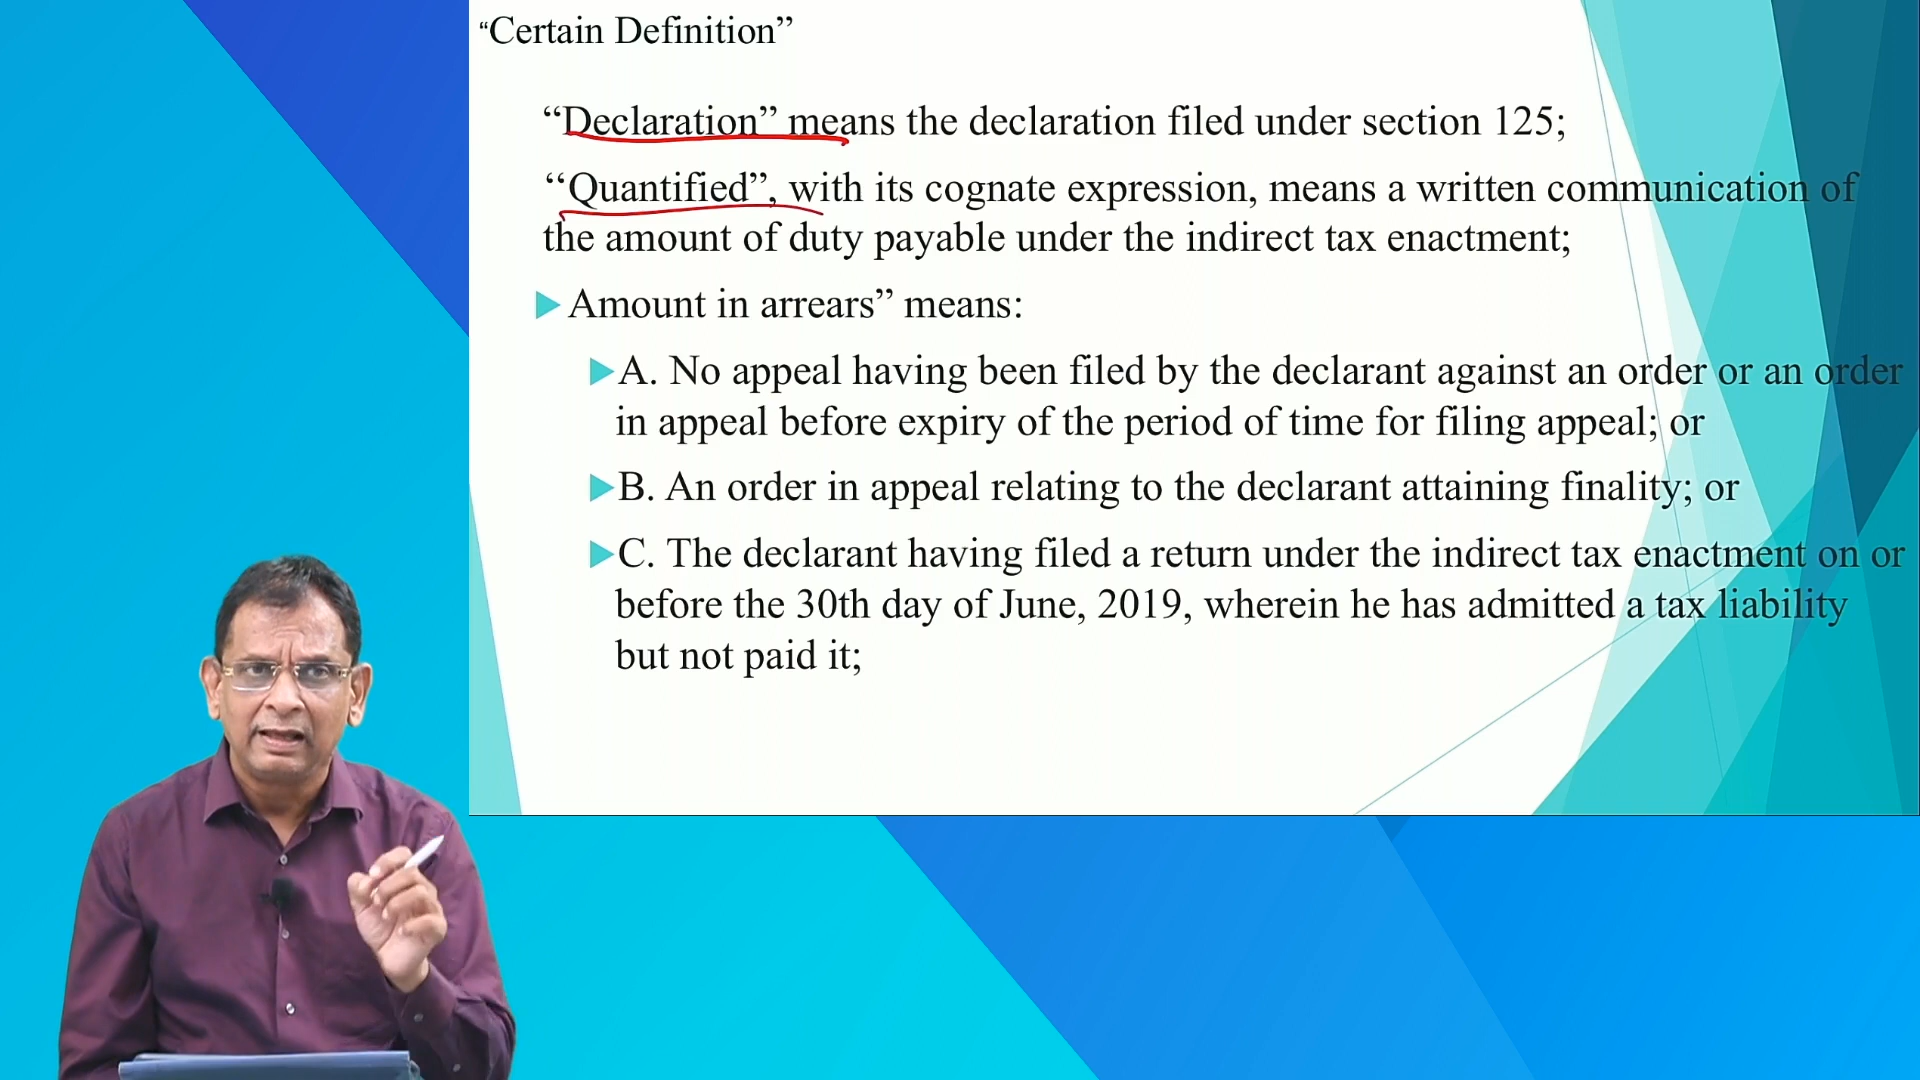 “Certain Definition”
“Declaration” means the declaration filed under section 125;
‘‘Quantified”, with its cognate expression, means a written communication of
the amount of duty payable under the indirect tax enactment;
Amount in arrears” means:
A. No appeal having been filed by the declarant against an order or an order
in appeal before expiry of the period of time for filing appeal; or
B. An order in appeal relating to the declarant attaining finality; or
C. The declarant having filed a return under the indirect tax enactment on or
before the 30th day of June, 2019, wherein he has admitted a tax liability
but not paid it;